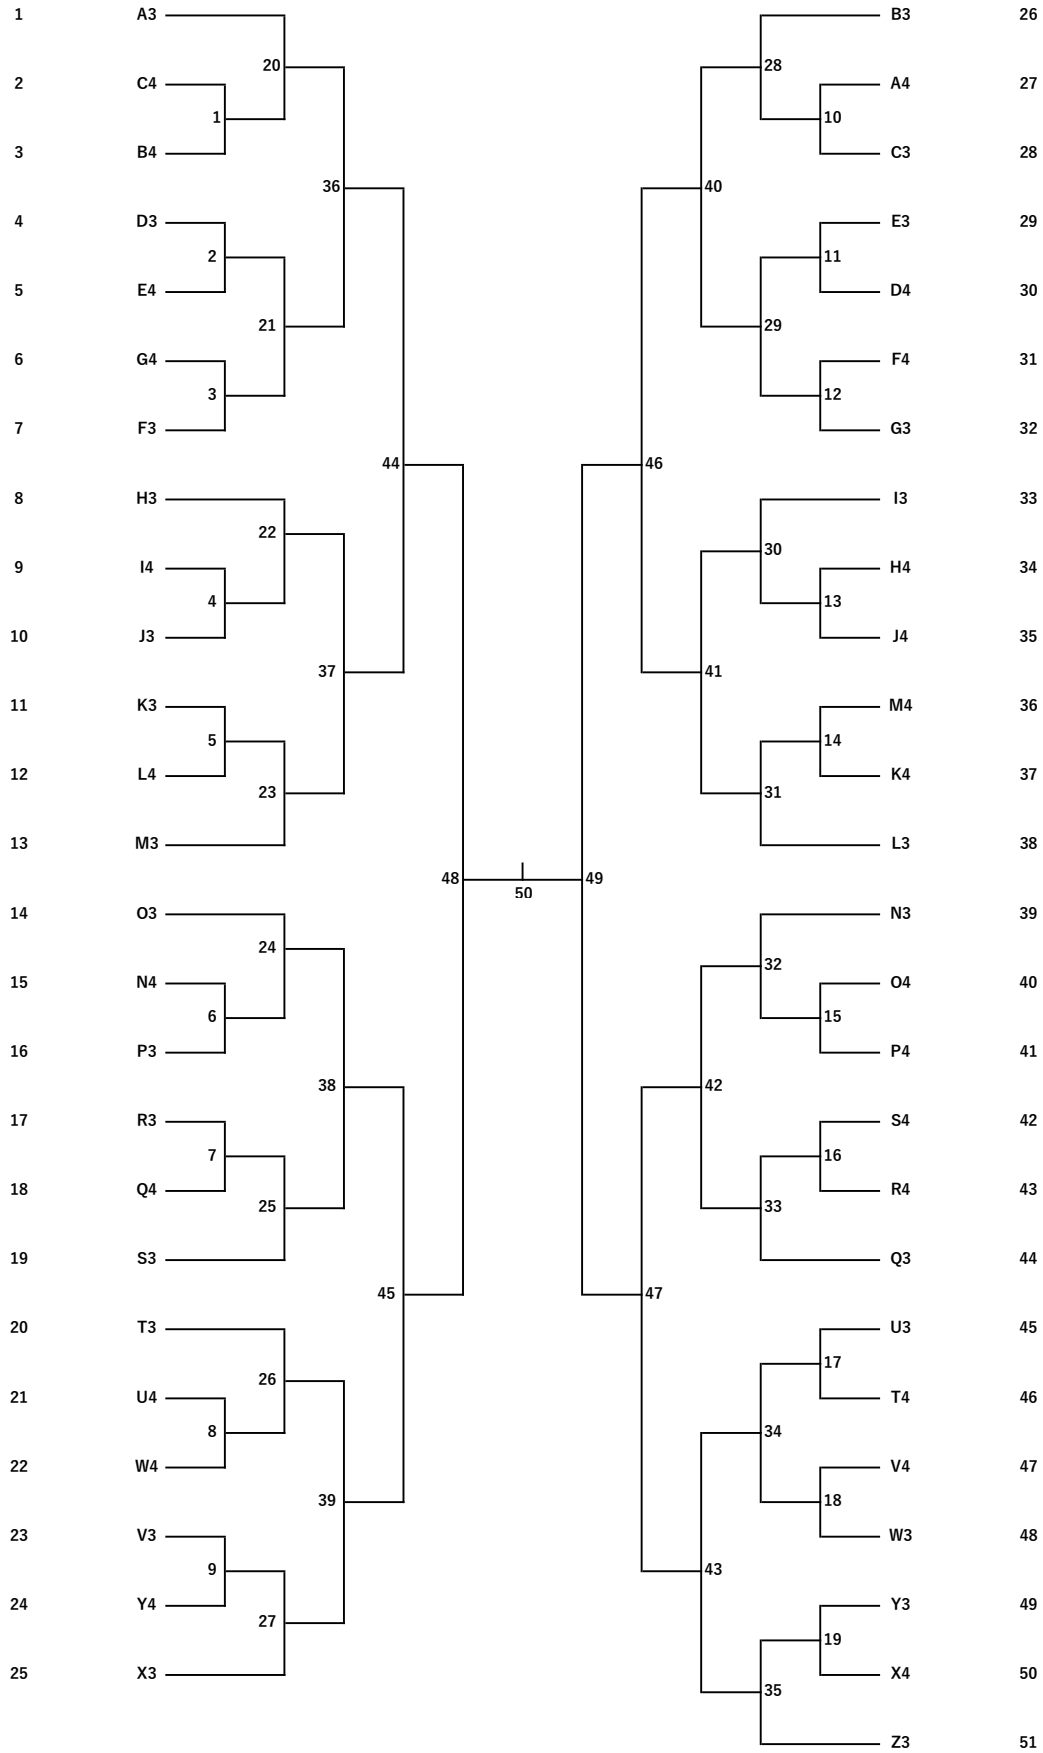 1 A3 B3 26
20 28
2 C4 A4 27
1 10
3 B4 C3 28
36 40
4 D3 E3 29
2 11
5 E4 D4 30
21 29
6 G4 F4 31
3 12
7 F3 G3 32
44 46
8 H3 I3 33
22 30
9 I4 H4 34
4 13
10 J3 J4 35
37 41
11 K3 M4 36
5 14
12 L4 K4 37
23 31
13 M3 L3 38
48 49
50
14 O3 N3 39
24 32
15 N4 O4 40
6 15
16 P3 P4 41
38 42
17 R3 S4 42
7 16
18 Q4 R4 43
25 33
19 S3 Q3 44
45 47
20 T3 U3 45
17
26
21 U4 T4 46
8 34
22 W4 V4 47
39 18
23 V3 W3 48
9 43
24 Y4 Y3 49
27 19
25 X3 X4 50
35
Z3 51